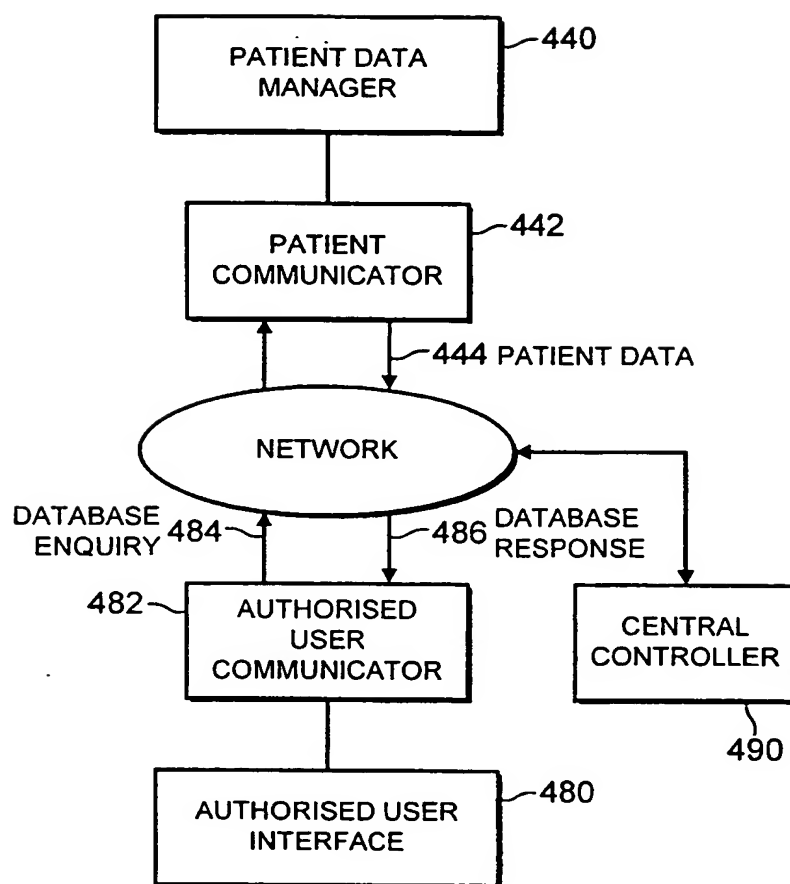 PATIENT DATA
MANAGER
440
PATIENT
COMMUNICATOR
442
444 PATIENT DATA
NETWORK
DATABASE
ENQUIRY
484
486
DATABASE
RESPONSE
482
AUTHORISED
USER
COMMUNICATOR
CENTRAL
CONTROLLER
490
480
AUTHORISED USER
INTERFACE